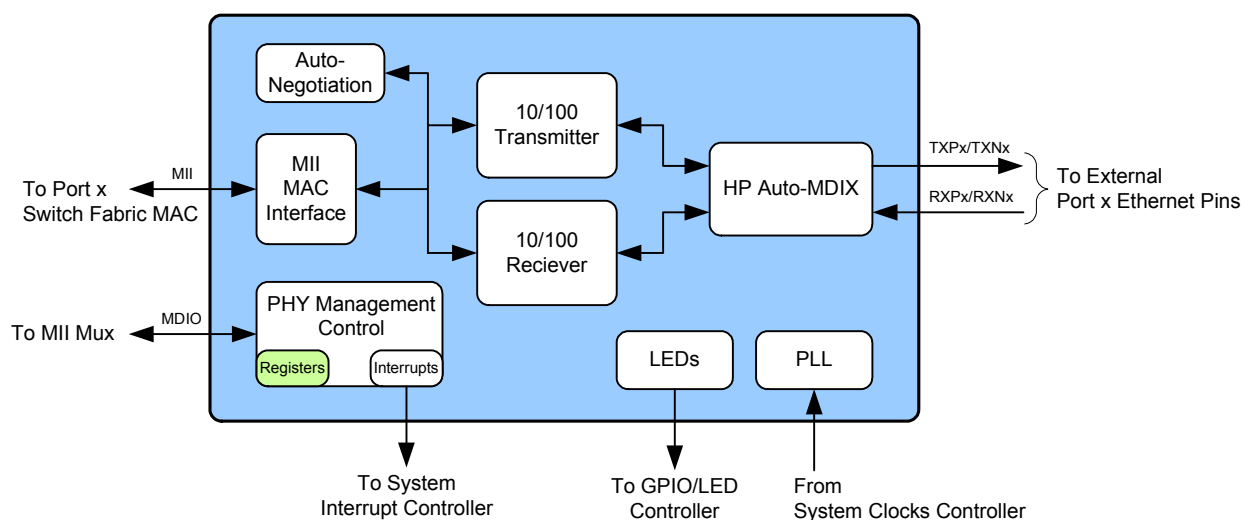 Auto-
Negotiation
10/100
Transmitter
MII
MAC
Interface
HP Auto-MDIX
10/100
Reciever
MII
To Port x
Switch Fabric MAC
TXPx/TXNx
RXPx/RXNx
To External
Port x Ethernet Pins
PHY Management
Control
Registers
Interrupts
MDIO
To MII Mux
LEDs
PLL
To System
Interrupt Controller
To GPIO/LED
Controller
From
System Clocks Controller